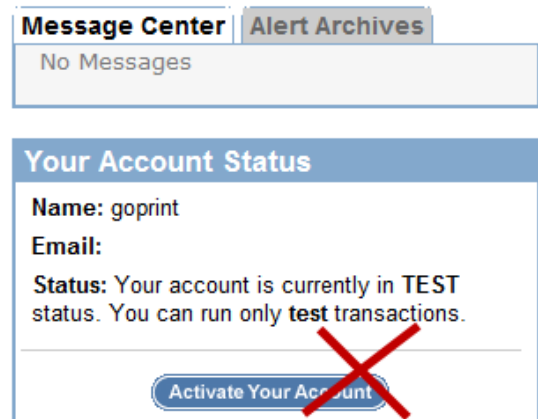 Message Center Alert Archives
No Messages
Your Account Status
Name: goprint
Email:
Status: Your account is currently in TEST
status. You can run only test transactions.
Activate Your Account